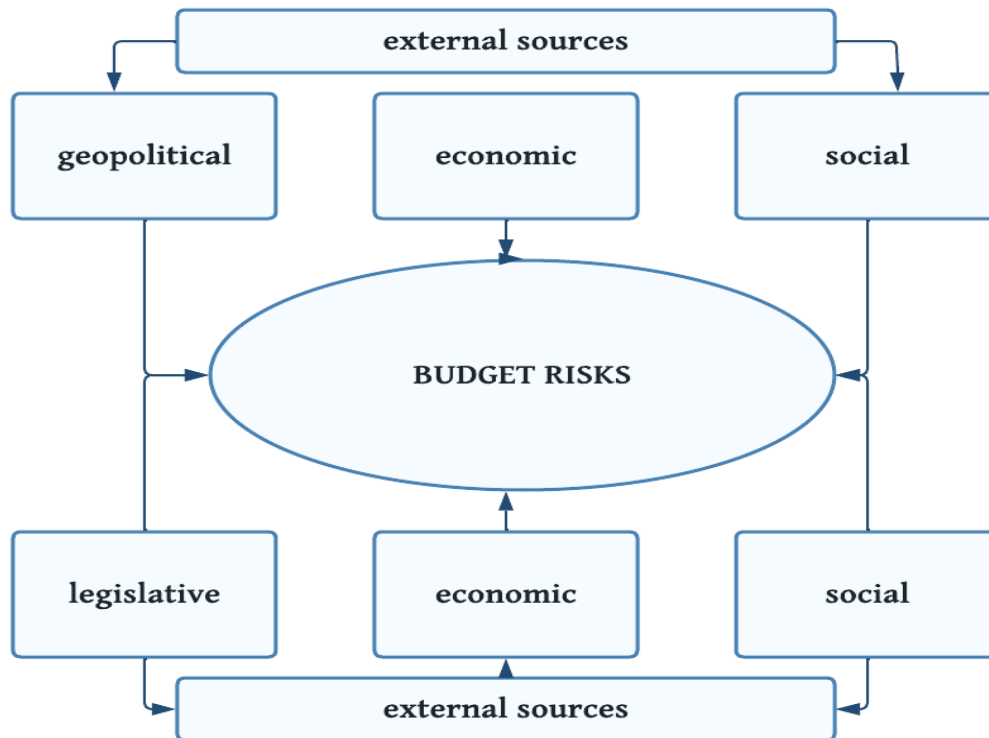 external sources
geopolitical
economic
social
BUDGET RISKS
legislative
economic
social
external sources